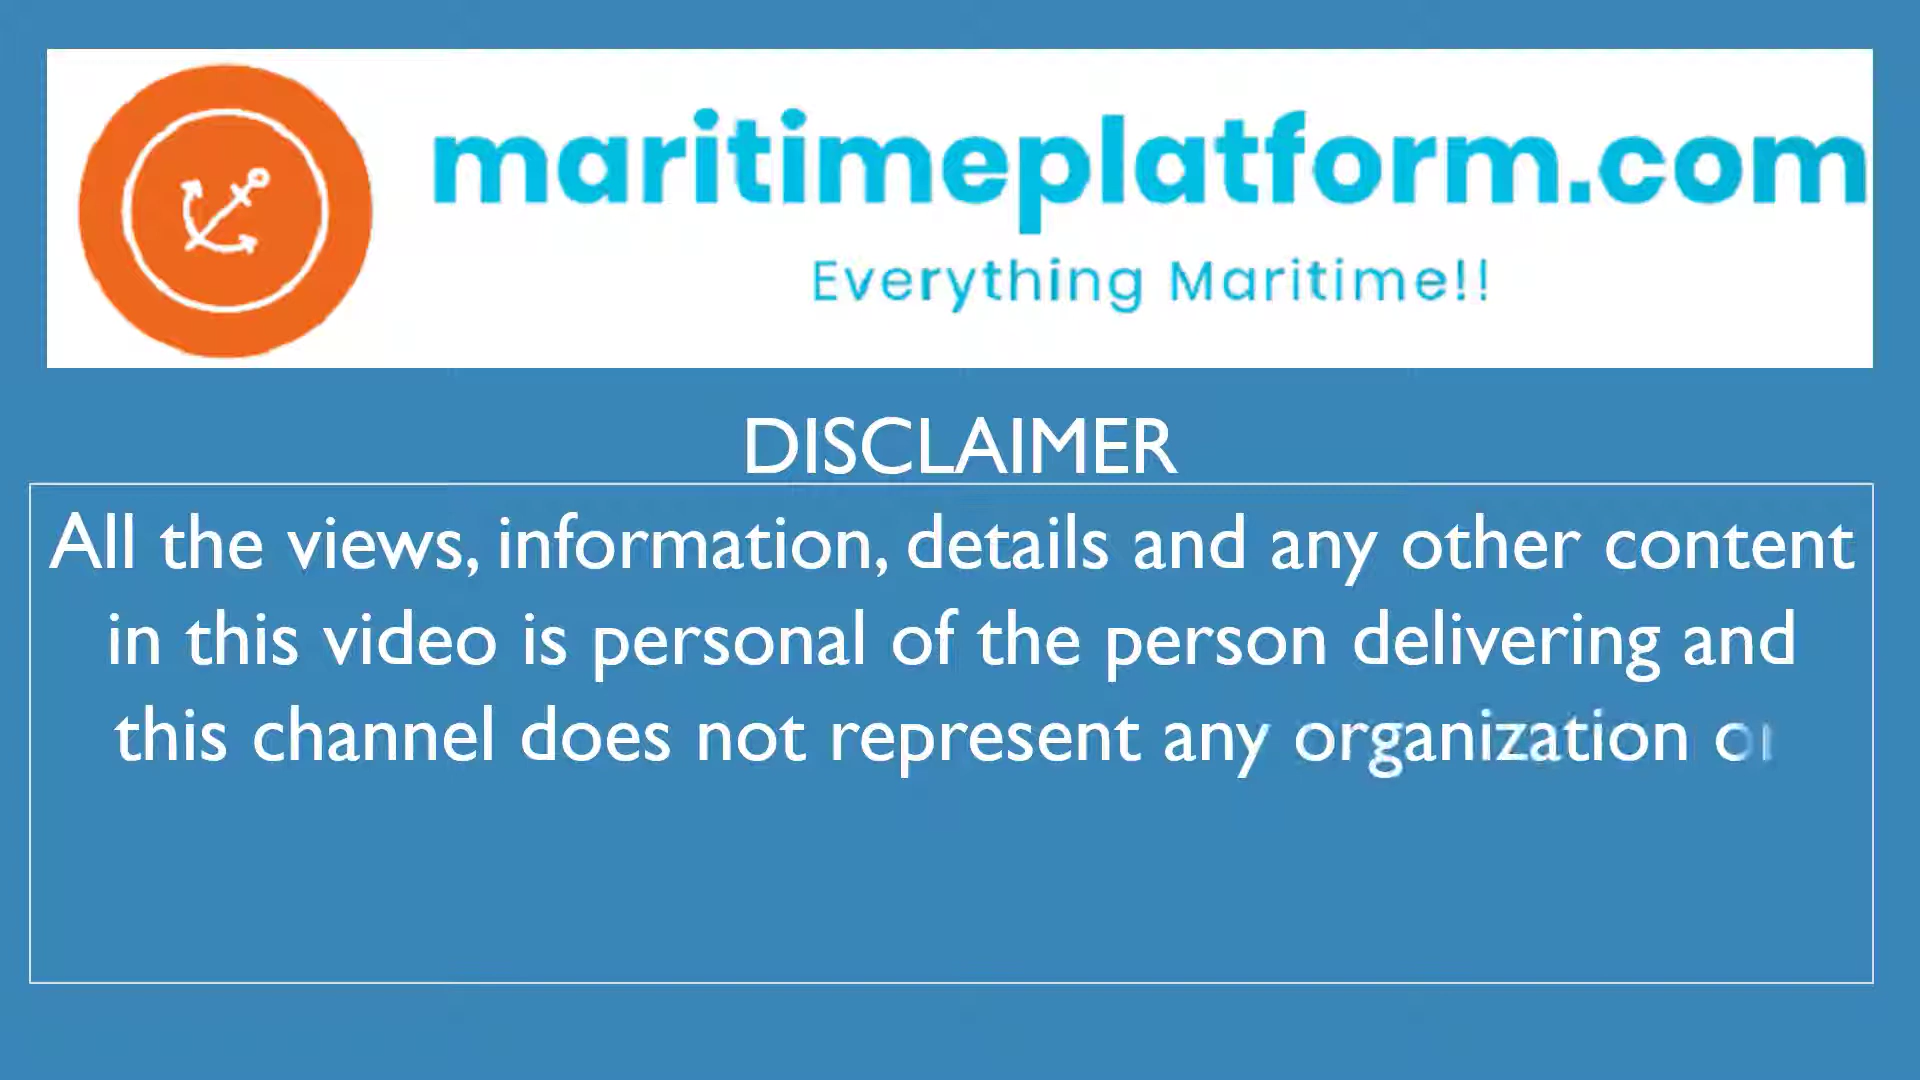 maritimeplatform.com
Everything Maritime!!
DISCLAIMER
All the views, information, details and any other content
in this video is personal of the person delivering and
this channel does not represent any organization